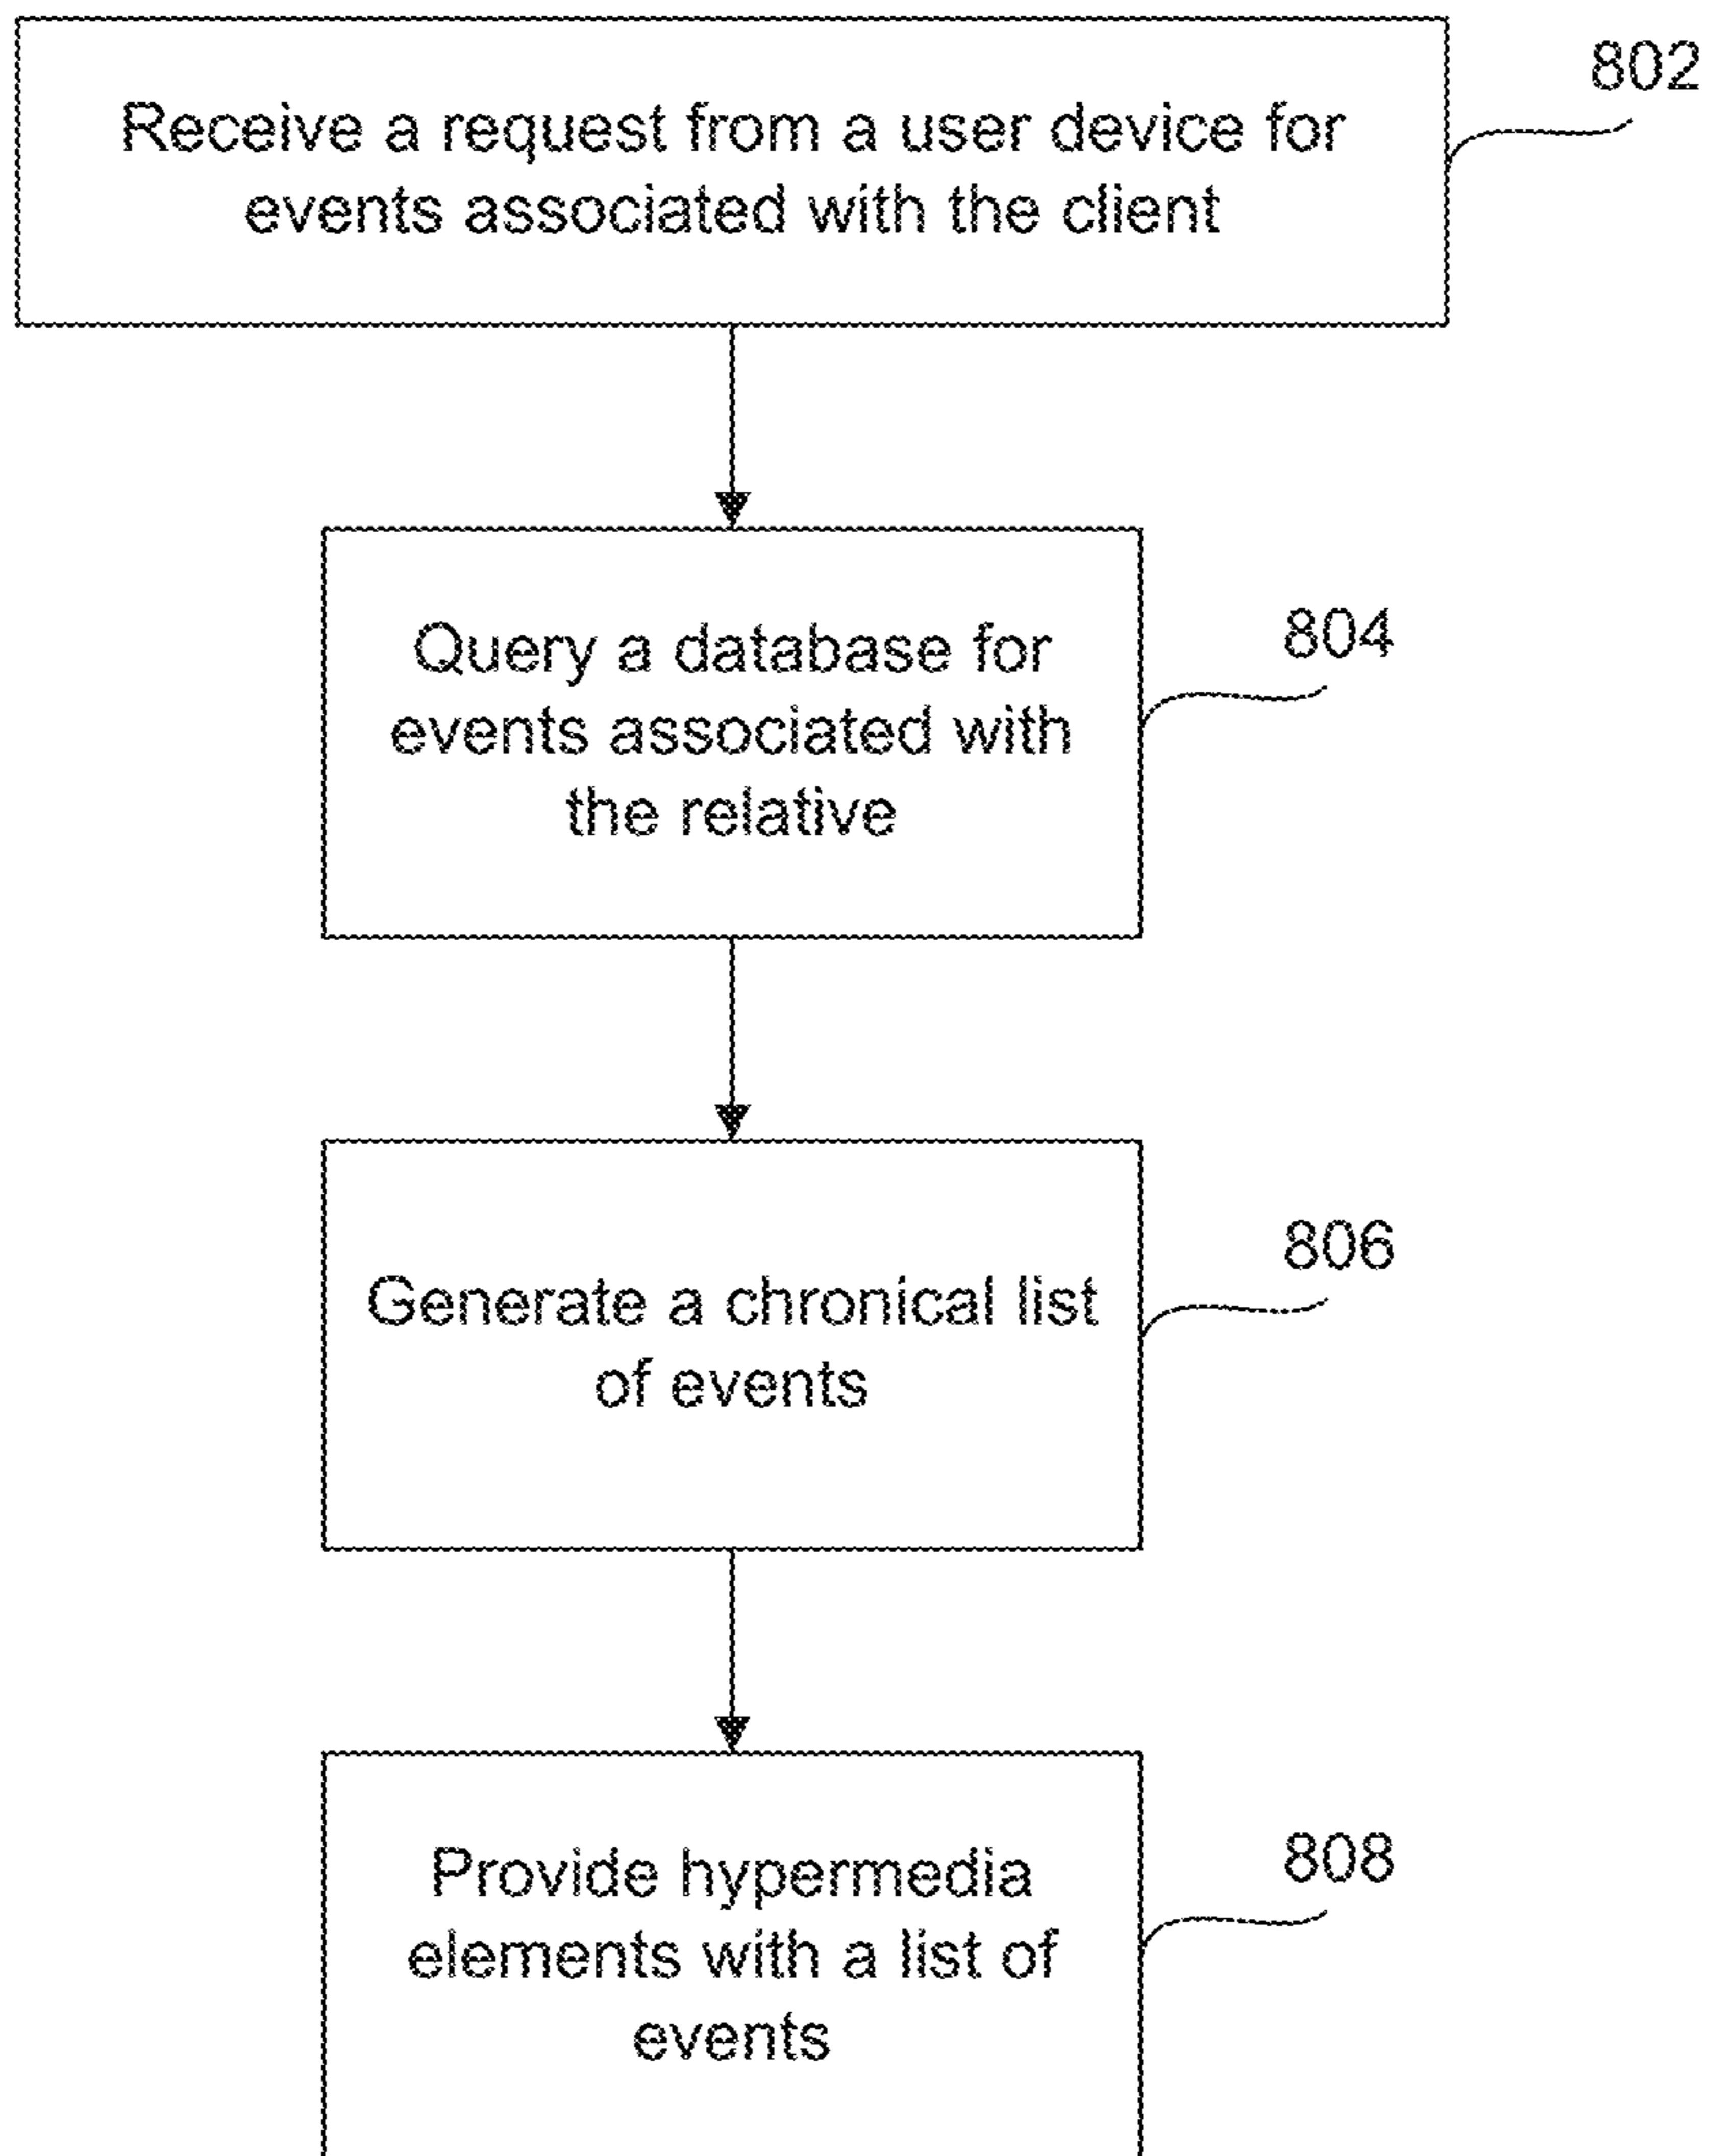 802
Receive a request from a user device for
events associated with the client
804
Query a database for
events associated with
the relative
806
Generate a chronical list
of events
808
Provide hypermedia
elements with a list of
events